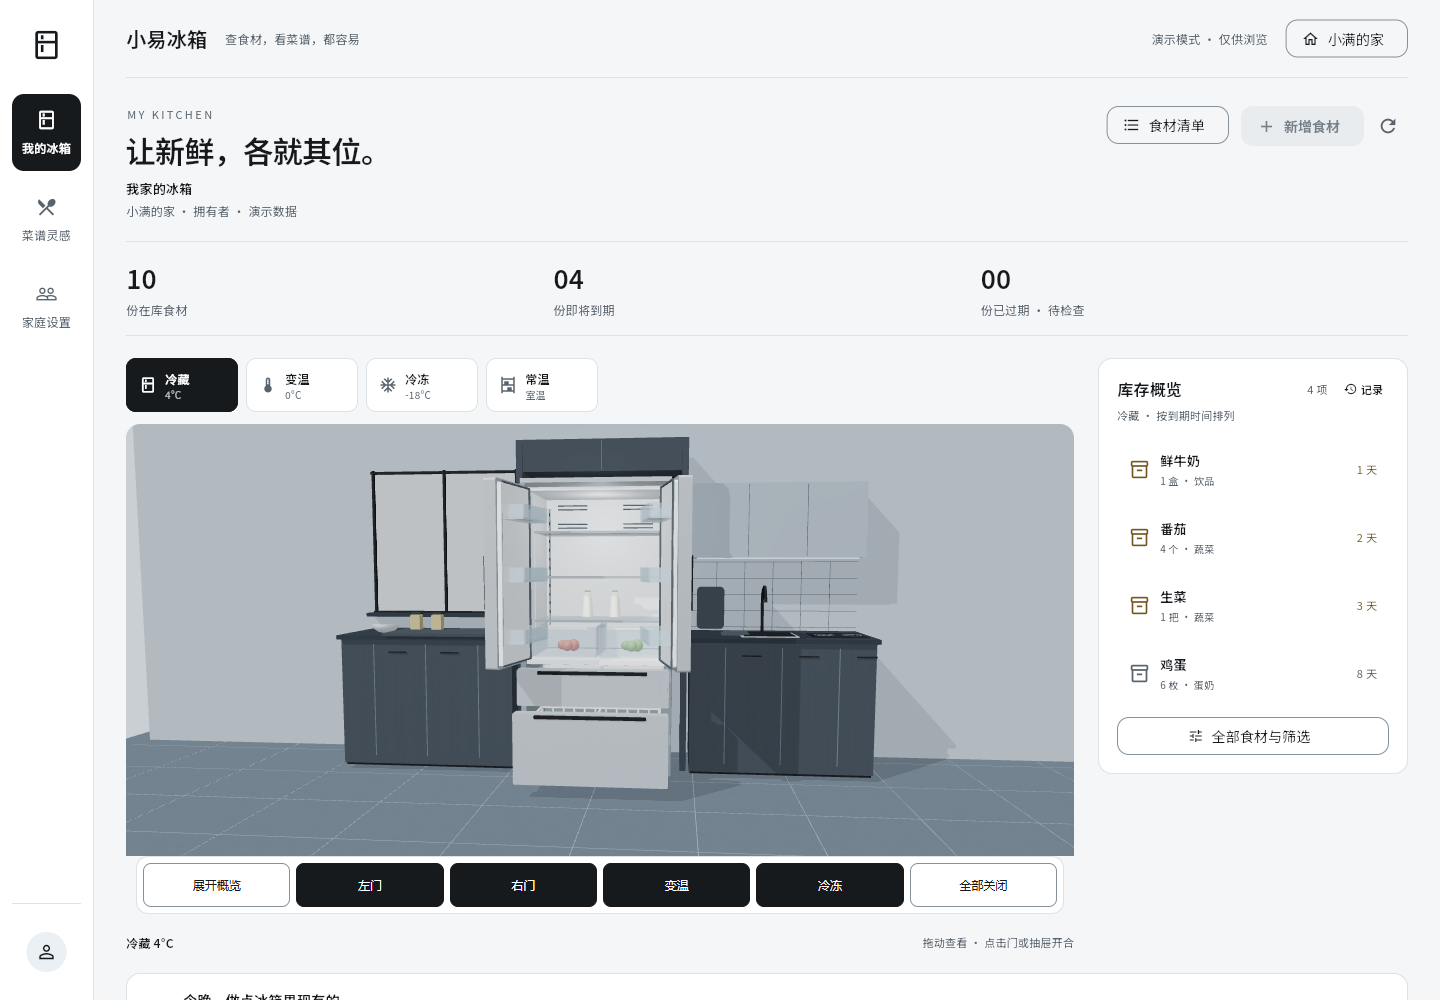 小易冰箱
查食材，看菜谱，都容易
演示模式 · 仅供浏览
小满的家
我的冰箱
菜谱灵感
家庭设置
MY KITCHEN
让新鲜，各就其位。
我家的冰箱
小满的家 · 拥有者 · 演示数据
食材清单
新增食材
10
份在库食材
04
份即将到期
00
份已过期 · 待检查
冷藏
4°C
变温
0°C
冷冻
-18°C
常温
室温
库存概览
4 项
记录
冷藏 · 按到期时间排列
鲜牛奶
1 盒 · 饮品
1 天
番茄
4 个 · 蔬菜
2 天
生菜
1 把 · 蔬菜
3 天
鸡蛋
6 枚 · 蛋奶
8 天
全部食材与筛选
展开概览
左门
右门
变温
冷冻
全部关闭
冷藏 4°C
拖动查看 · 点击门或抽屉开合
今晚，做点冰箱里现有的